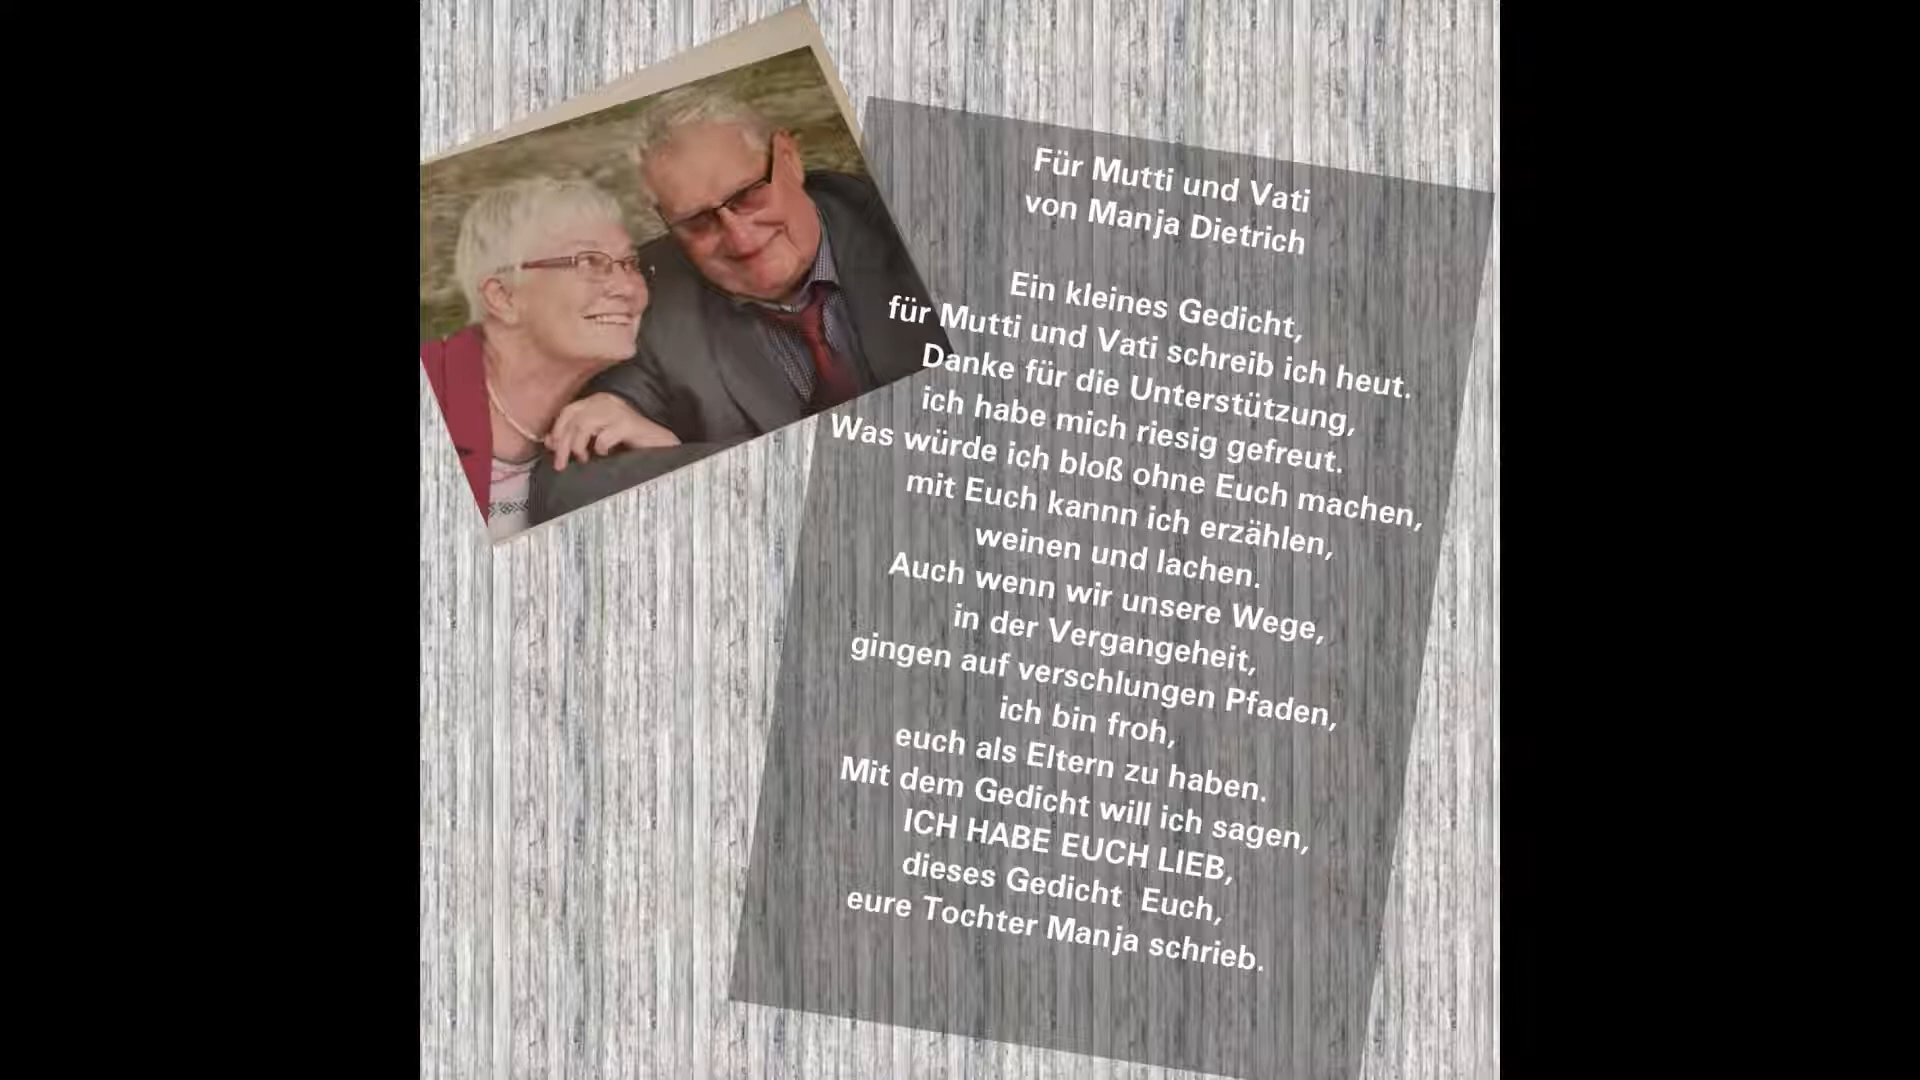 Für Mutti und Vati
von Manja Dietrich
Ein kleines Gedicht,
für Mutti und Vati schreib ich heut.
Danke für die Unterstützung,
ich habe mich riesig gefreut.
Was würde ich bloß ohne Euch machen,
mit Euch kannn ich erzählen,
weinen und lachen.
Auch wenn wir unsere Wege,
in der Vergangeheit,
gingen auf verschlungen Pfaden,
ich bin froh,
euch als Eltern zu haben.
Mit dem Gedicht will ich sagen,
ICH HABE EUCH LIEB,
dieses Gedicht  Euch,
eure Tochter Manja schrieb.